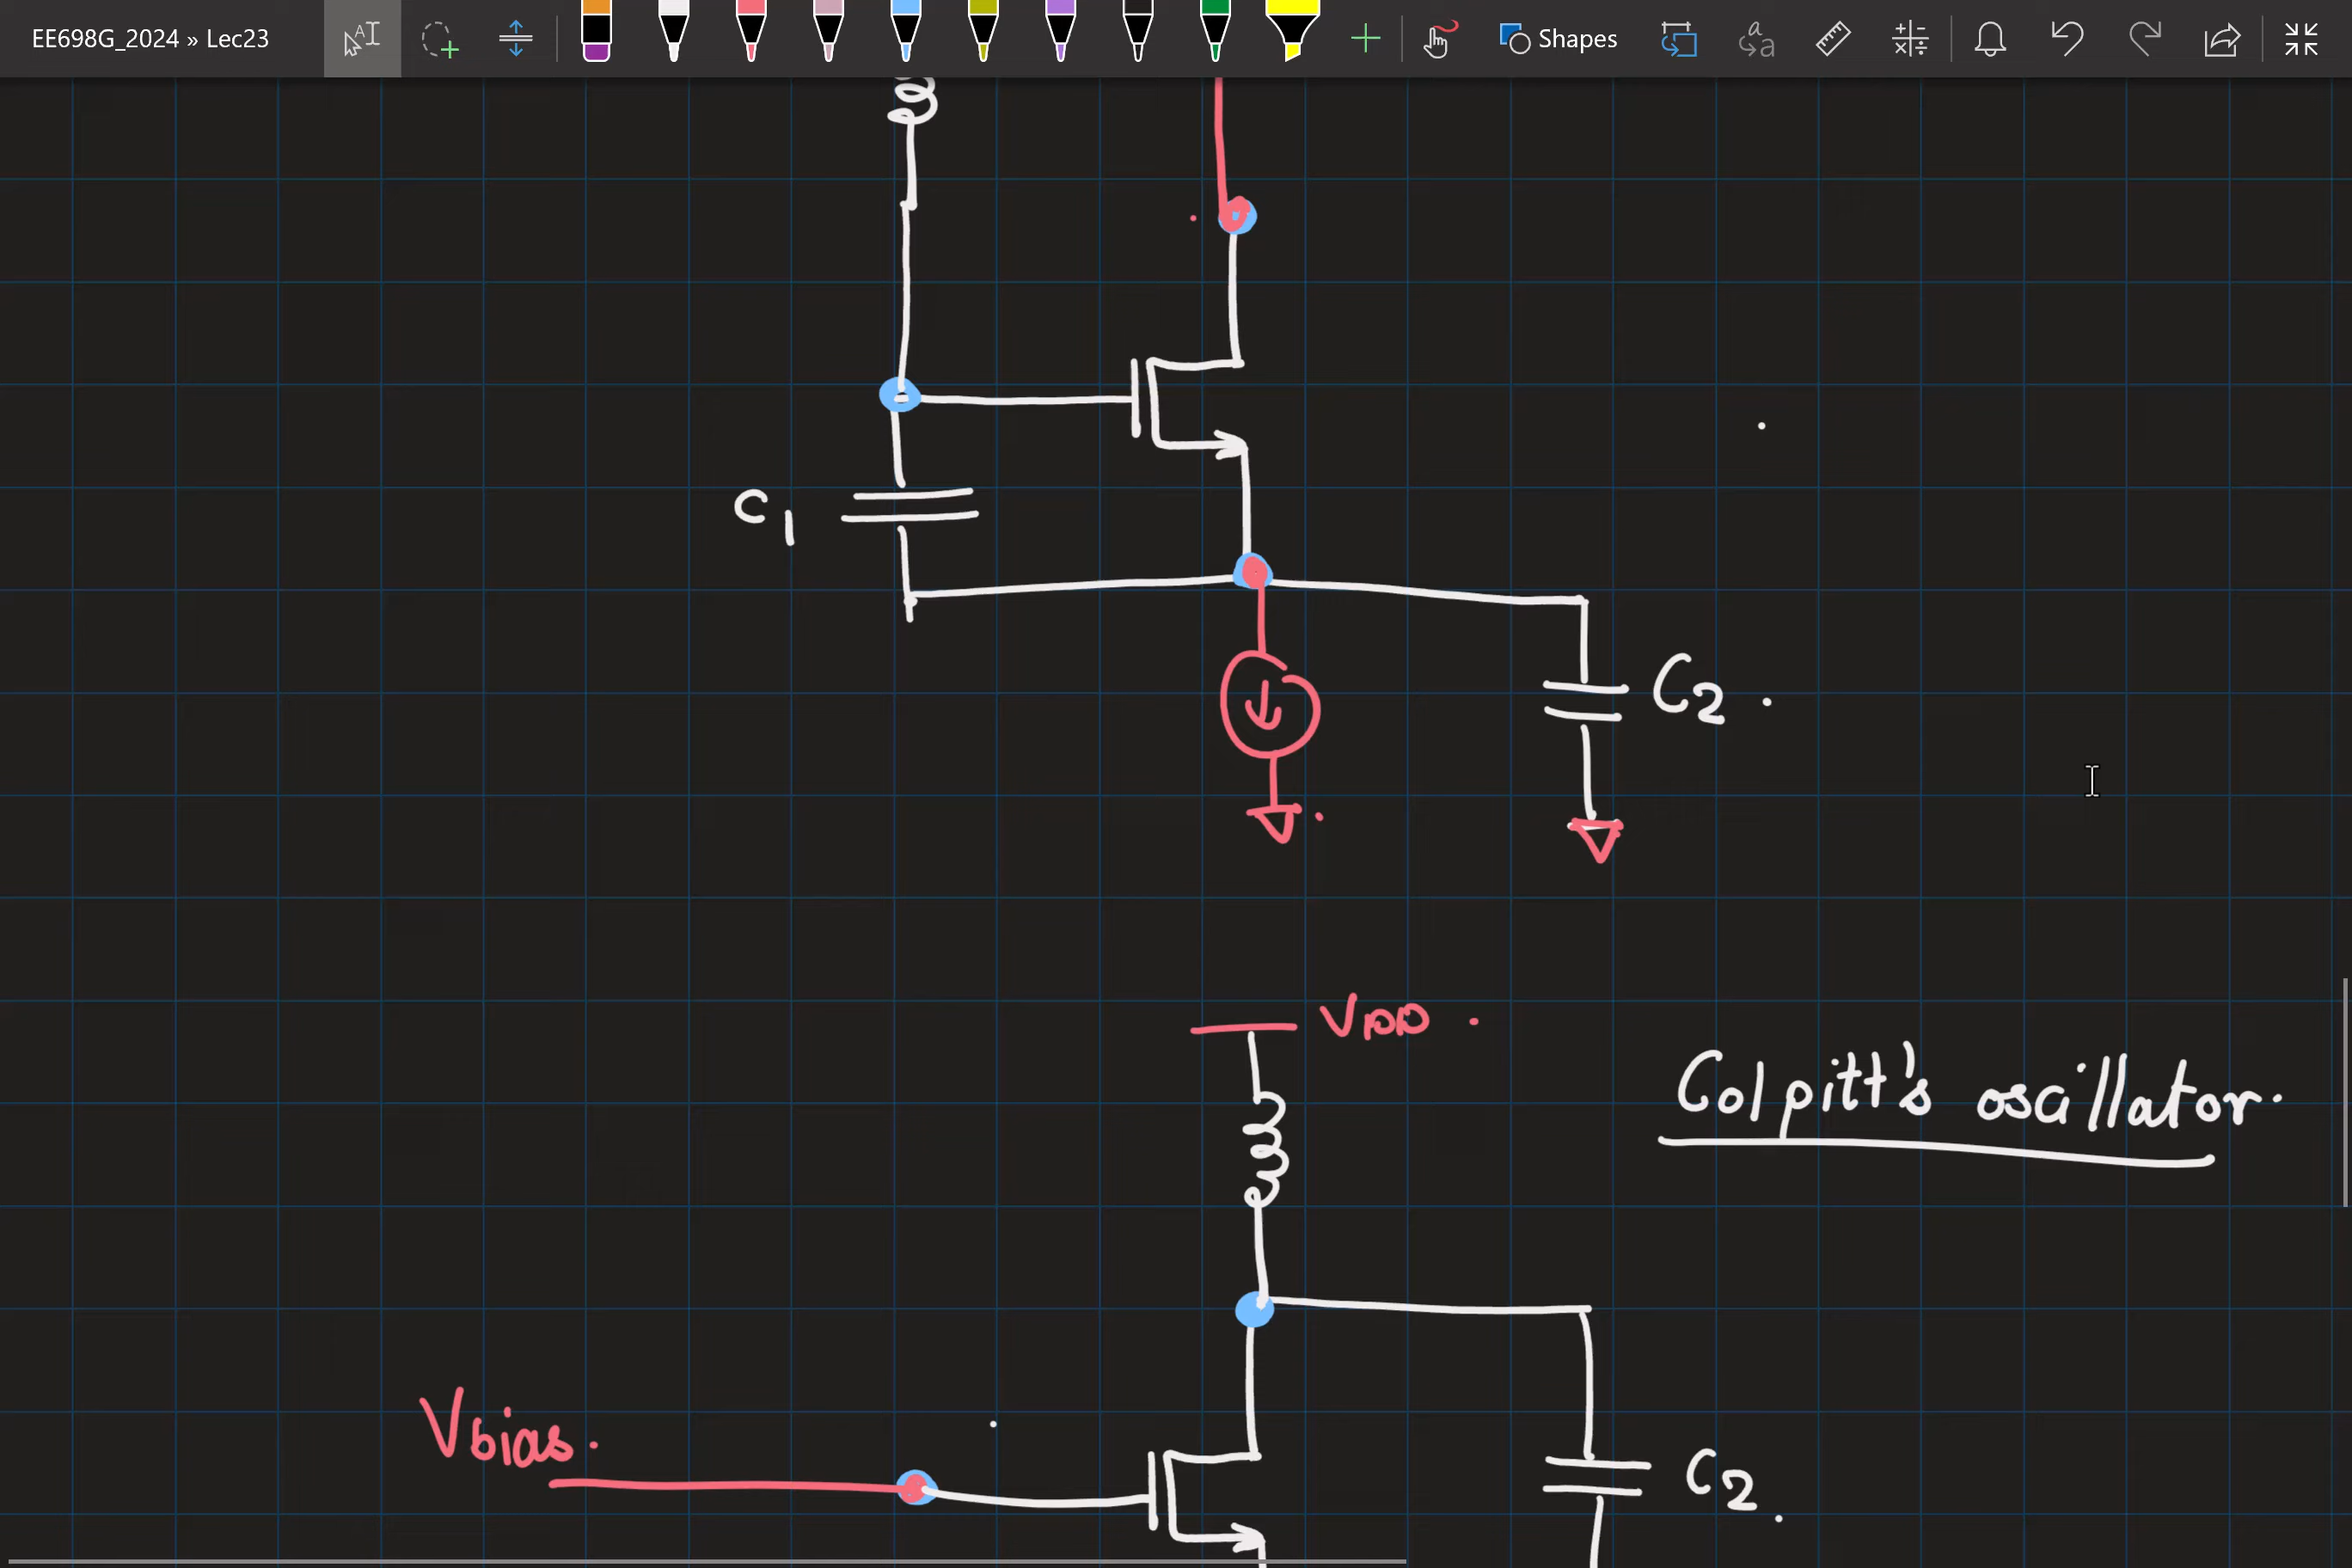 EE698G_2024 » Lec23
Shapes
C1
C2.
VDD.
Colpitt's oscillator.
Vbias.
C2.